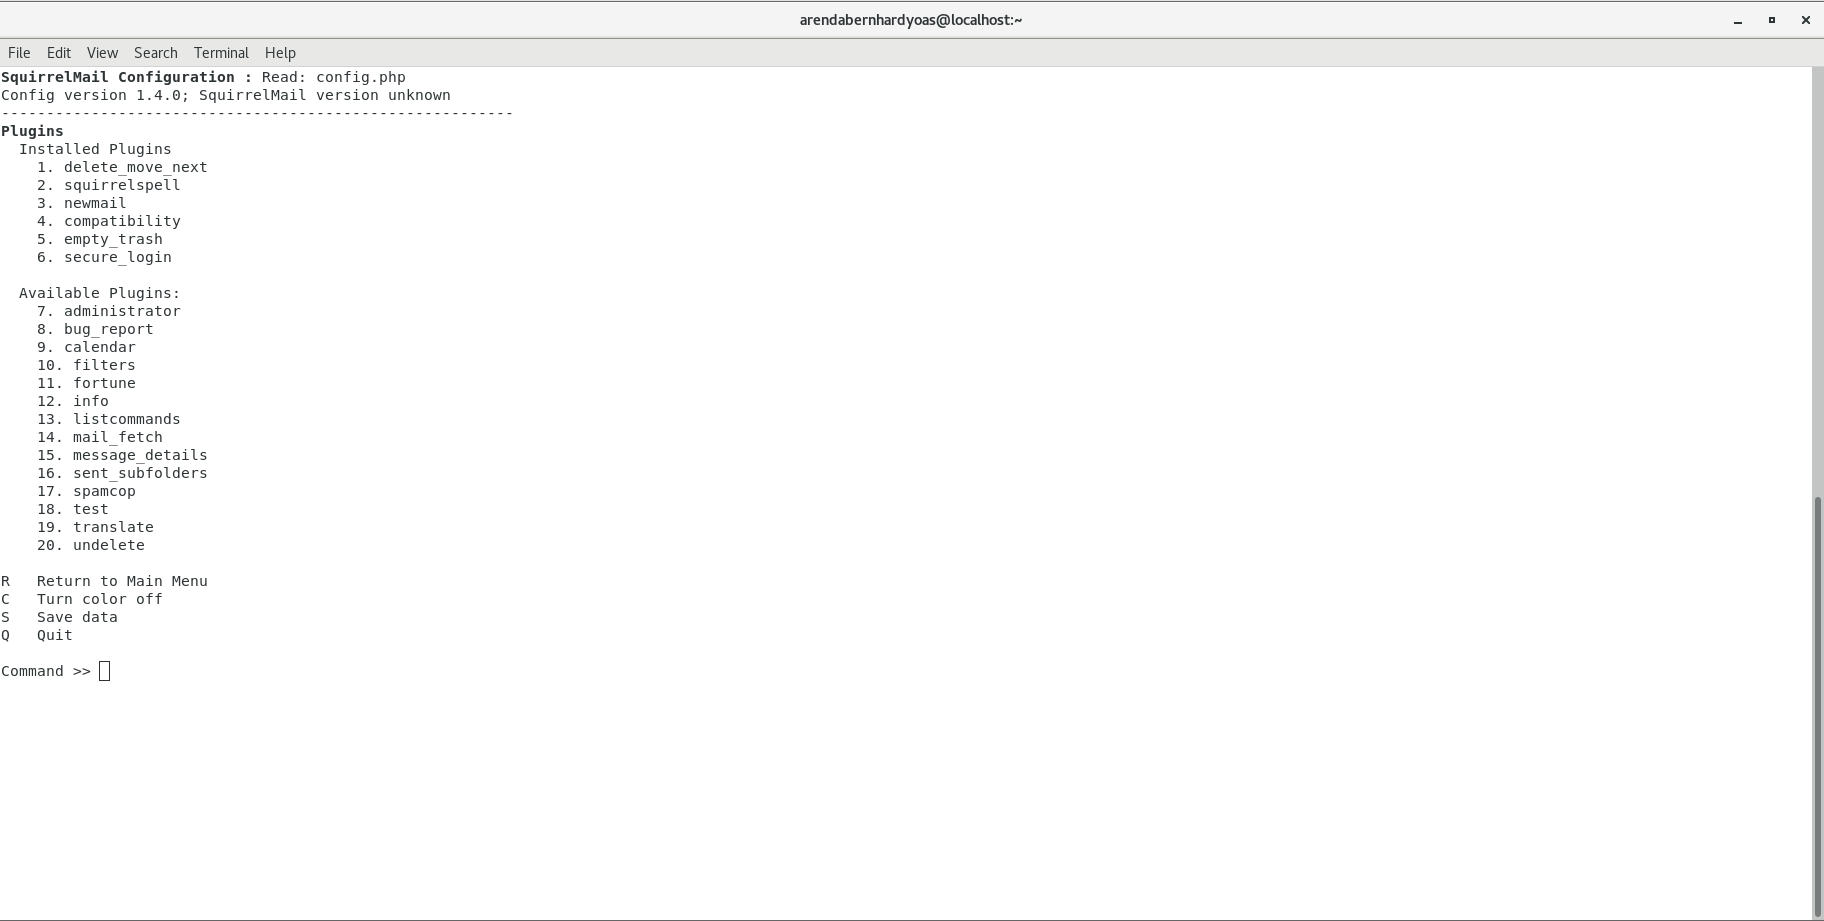 arendabernhardyoas@localhost:~
File Edit View Search Terminal Help
SquirrelMail Configuration : Read: config.php
Config version 1.4.0; SquirrelMail version unknown
---------------------------------------------------------
Plugins
  Installed Plugins
    1. delete_move_next
    2. squirrelspell
    3. newmail
    4. compatibility
    5. empty_trash
    6. secure_login
  Available Plugins:
    7. administrator
    8. bug_report
    9. calendar
    10. filters
    11. fortune
    12. info
    13. listcommands
    14. mail_fetch
    15. message_details
    16. sent_subfolders
    17. spamcop
    18. test
    19. translate
    20. undelete
R   Return to Main Menu
C   Turn color off
S   Save data
Q   Quit
Command >>